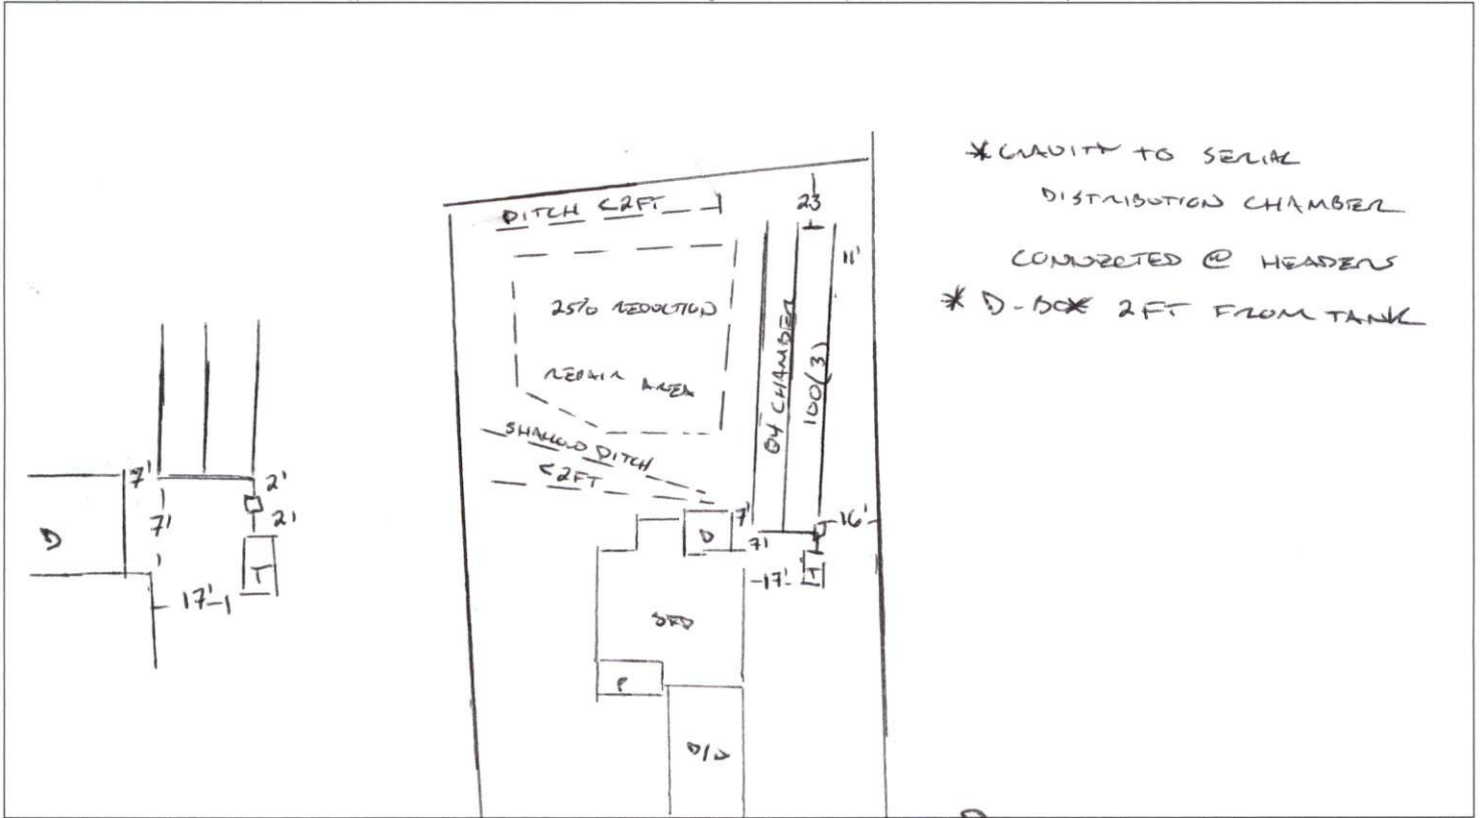 7'
7'
D
2'
2'
T
17'
DITCH <2FT
23
11'
25% REDUCTION
REPAIR AREA
Q4 CHAMBER
100(3)
SHALLOW DITCH
<2FT
D
7'
7'
16'
17'
T
SFD
P
D/W
*GRAVITY TO SERIAL
DISTRIBUTION CHAMBER
CONNECTED @ HEADERS
* D-BOX 2FT FROM TANK